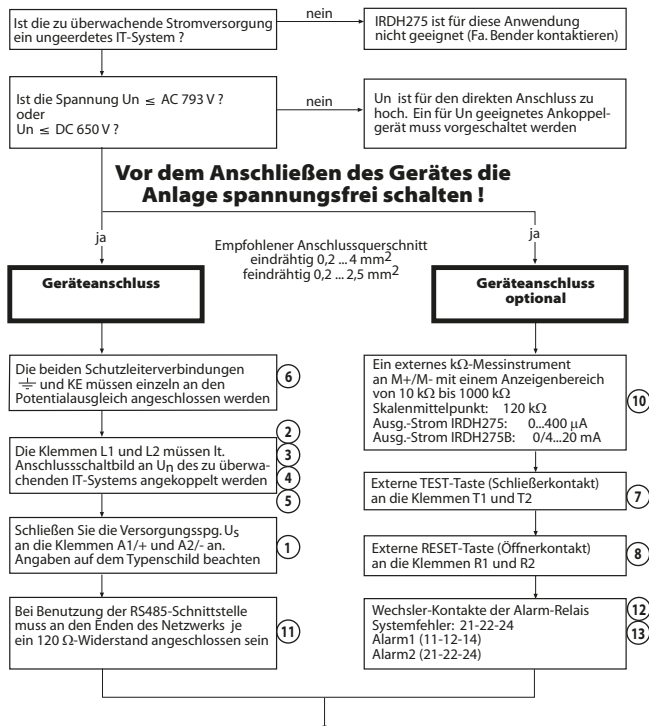 Ist die zu überwachende Stromversorgung
ein ungeerdetes IT-System ?
nein
IRDH275 ist für diese Anwendung
nicht geeignet (Fa. Bender kontaktieren)
Ist die Spannung Un ≤ AC 793 V ?
oder
Un ≤ DC 650 V ?
nein
Un ist für den direkten Anschluss zu
hoch. Ein für Un geeignetes Ankoppel-
gerät muss vorgeschaltet werden
Vor dem Anschließen des Gerätes die
Anlage spannungsfrei schalten !
ja
Empfohlener Anschlussquerschnitt
eindrähtig 0,2 ... 4 mm²
feindrähtig 0,2 ... 2,5 mm²
ja
Geräteanschluss
Die beiden Schutzleiterverbindungen
⏚ und KE müssen einzeln an den
Potentialausgleich angeschlossen werden
6
Die Klemmen L1 und L2 müssen lt.
Anschlussschaltbild an Un des zu überwa-
chenden IT-Systems angekoppelt werden
2
3
4
5
Schließen Sie die Versorgungsspg. Us
an die Klemmen A1/+ und A2/- an.
Angaben auf dem Typenschild beachten
1
Bei Benutzung der RS485-Schnittstelle
muss an den Enden des Netzwerks je
ein 120 Ω-Widerstand angeschlossen sein
11
Geräteanschluss
optional
Ein externes kΩ-Messinstrument
an M+/M- mit einem Anzeigenbereich
von 10 kΩ bis 1000 kΩ
Skalenmittelpunkt: 120 kΩ
Ausg.-Strom IRDH275: 0...400 µA
Ausg.-Strom IRDH275B: 0/4...20 mA
10
Externe TEST-Taste (Schließerkontakt)
an die Klemmen T1 und T2
7
Externe RESET-Taste (Öffnerkontakt)
an die Klemmen R1 und R2
8
Wechsler-Kontakte der Alarm-Relais
Systemfehler: 21-22-24
Alarm1 (11-12-14)
Alarm2 (21-22-24)
12
13